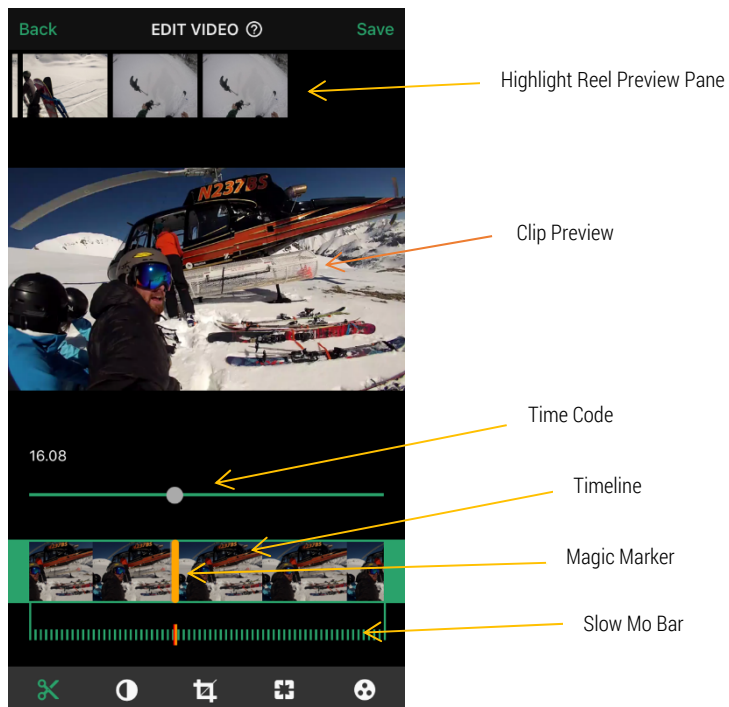 Back
EDIT VIDEO
Save
Highlight Reel Preview Pane
N237B5
Clip Preview
Time Code
16.08
Timeline
Magic Marker
Slow Mo Bar